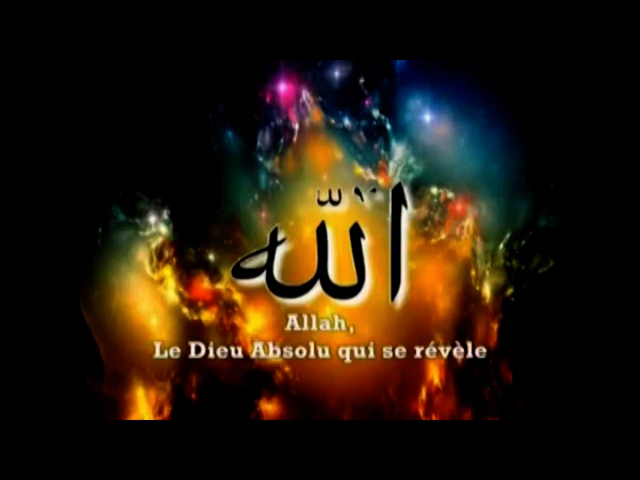 الله
Allah,
Le Dieu Absolu qui se révèle